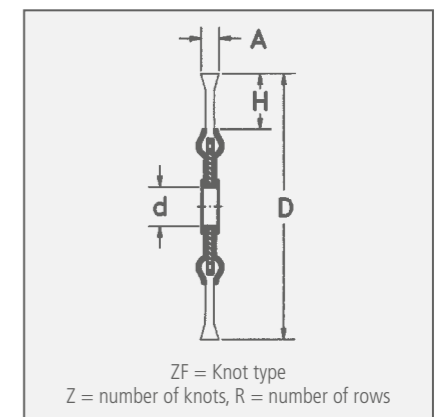 A
H
d
D
ZF = Knot type
Z = number of knots, R = number of rows